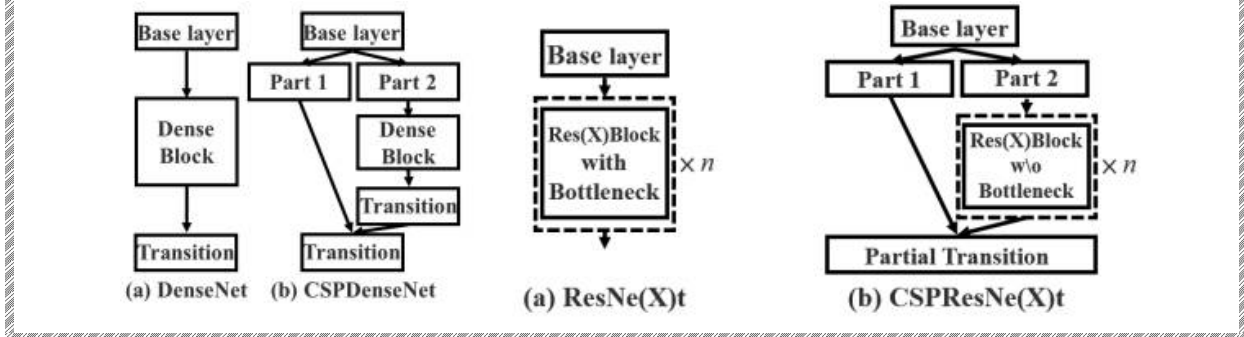 Base layer
Dense
Block
Transition
(a) DenseNet
Base layer
Part 1
Part 2
Dense
Block
Transition
Transition
(b) CSPDenseNet
Base layer
Res(X)Block
with
Bottleneck
× n
(a) ResNe(X)t
Base layer
Part 1
Part 2
Res(X)Block
w\o
Bottleneck
× n
Partial Transition
(b) CSPResNe(X)t